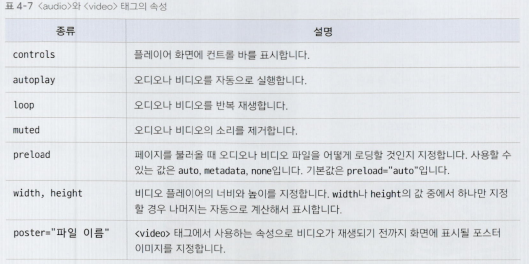 표 4-7 <audio>와 <video> 태그의 속성
종류 설명
controls 플레이어 화면에 컨트롤 바를 표시합니다.
autoplay 오디오나 비디오를 자동으로 실행합니다.
loop 오디오나 비디오를 반복 재생합니다.
muted 오디오나 비디오의 소리를 제거합니다.
preload 페이지를 불러올 때 오디오나 비디오 파일을 어떻게 로딩할 것인지 지정합니다. 사용할 수
있는 값은 auto, metadata, none입니다. 기본값은 preload="auto"입니다.
width, height 비디오 플레이어의 너비와 높이를 지정합니다. width나 height의 값 중에서 하나만 지정
할 경우 나머지는 자동으로 계산해서 표시합니다.
poster="파일 이름" <video> 태그에서 사용하는 속성으로 비디오가 재생되기 전까지 화면에 표시될 포스터
이미지를 지정합니다.